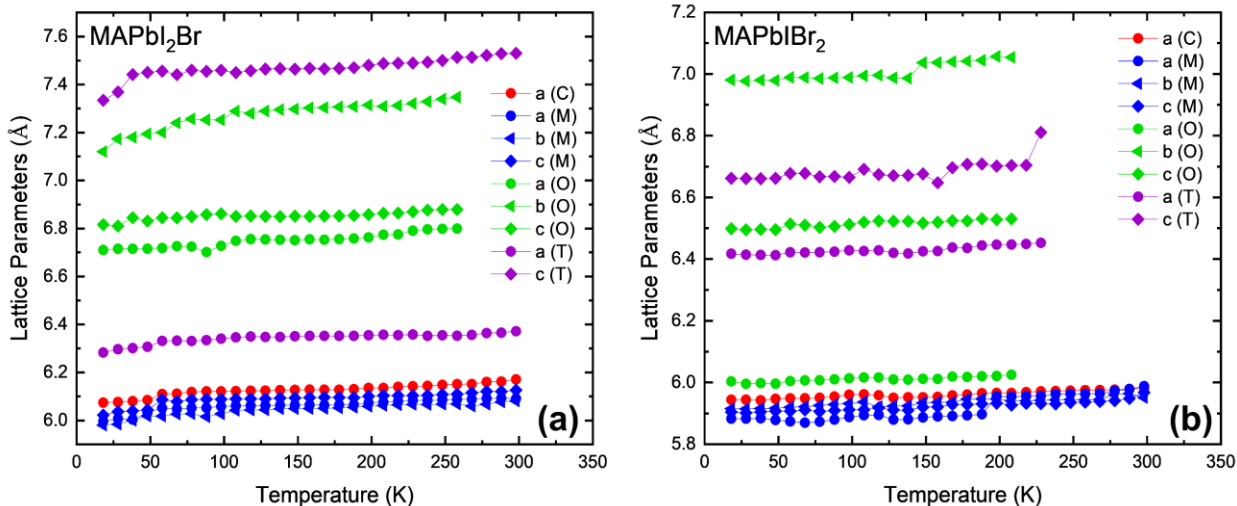 MAPbI₂Br
Lattice Parameters (Å)
7.6
7.4
7.2
7.0
6.8
6.6
6.4
6.2
6.0
a (C)
a (M)
b (M)
c (M)
a (O)
b (O)
c (O)
a (T)
c (T)
(a)
0 50 100 150 200 250 300 350
Temperature (K)
MAPbIBr₂
Lattice Parameters (Å)
7.2
7.0
6.8
6.6
6.4
6.2
6.0
5.8
a (C)
a (M)
b (M)
c (M)
a (O)
b (O)
c (O)
a (T)
c (T)
(b)
0 50 100 150 200 250 300 350
Temperature (K)